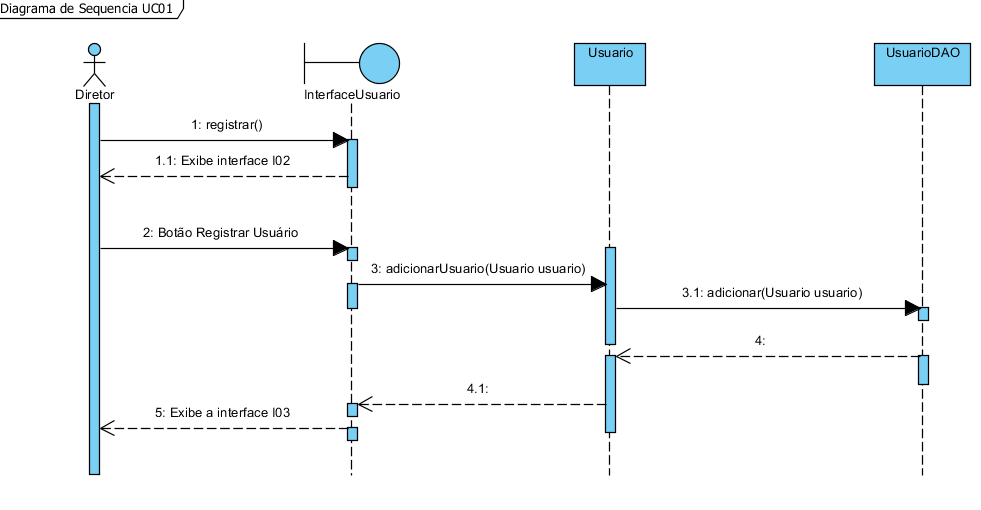 Diagrama de Sequencia UC01
Usuario
UsuarioDAO
Diretor
InterfaceUsuario
1: registrar()
1.1: Exibe interface I02
2: Botão Registrar Usuário
3: adicionarUsuario(Usuario usuario)
3.1: adicionar(Usuario usuario)
4:
4.1:
5: Exibe a interface I03